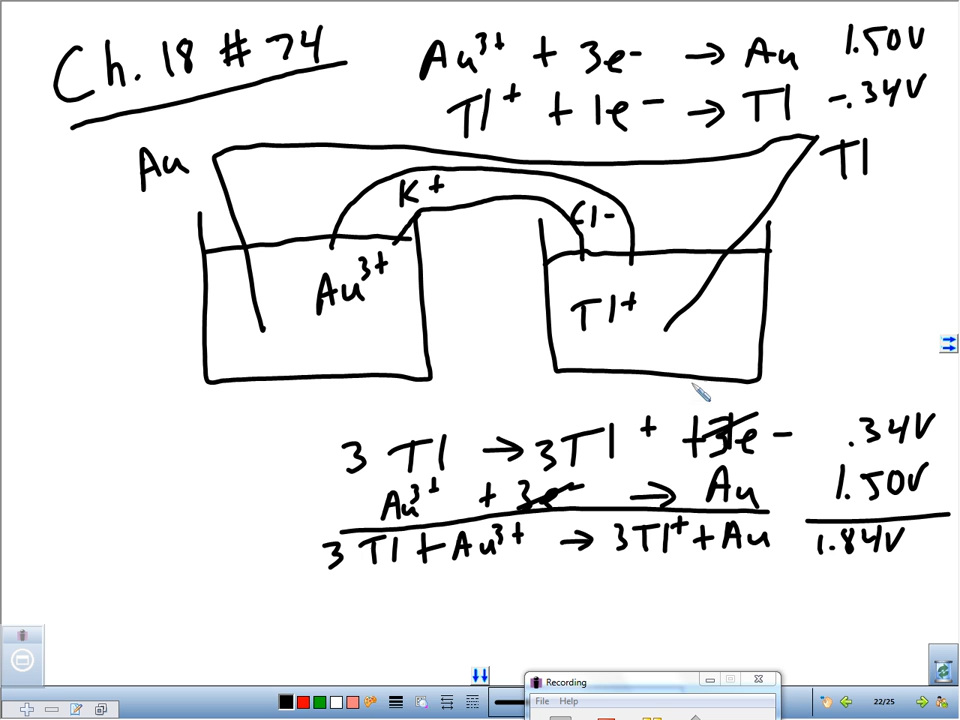 Ch. 18 # 74
Au³⁺ + 3e⁻ → Au 1.50V
Tl⁺ + 1e⁻ → Tl -.34V
Au
Tl
K⁺
Cl⁻
Au³⁺
Tl⁺
3 Tl → 3Tl⁺ + 3e⁻ .34V
Au³⁺ + 3e⁻ → Au 1.50V
3 Tl + Au³⁺ → 3Tl⁺ + Au 1.84V
Recording
File Help
22/25